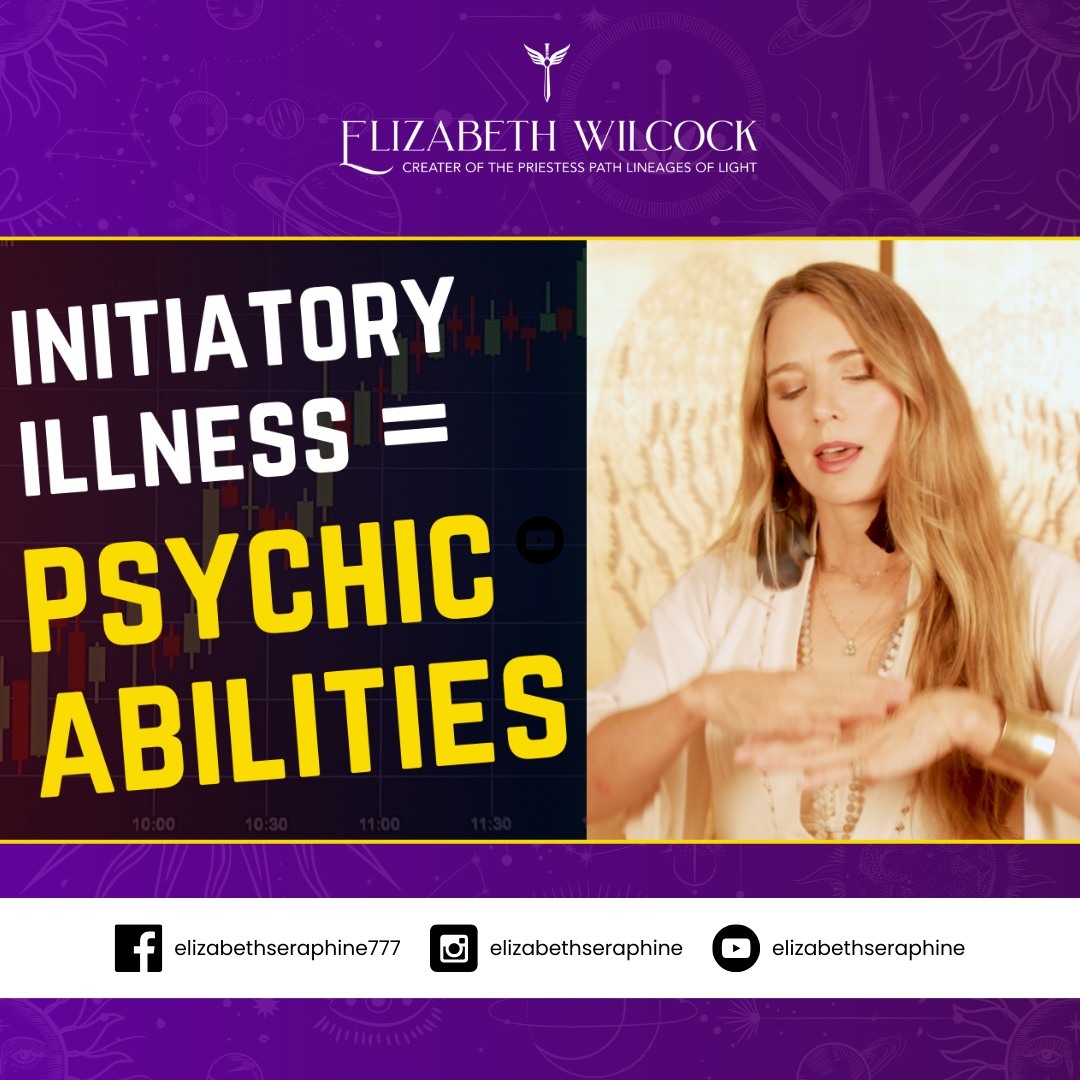 ELIZABETH WILCOCK
CREATER OF THE PRIESTESS PATH LINEAGES OF LIGHT
INITIATORY
ILLNESS =
PSYCHIC
ABILITIES
10:00 10:30 11:00 11:30
elizabethseraphine777 elizabethseraphine elizabethseraphine